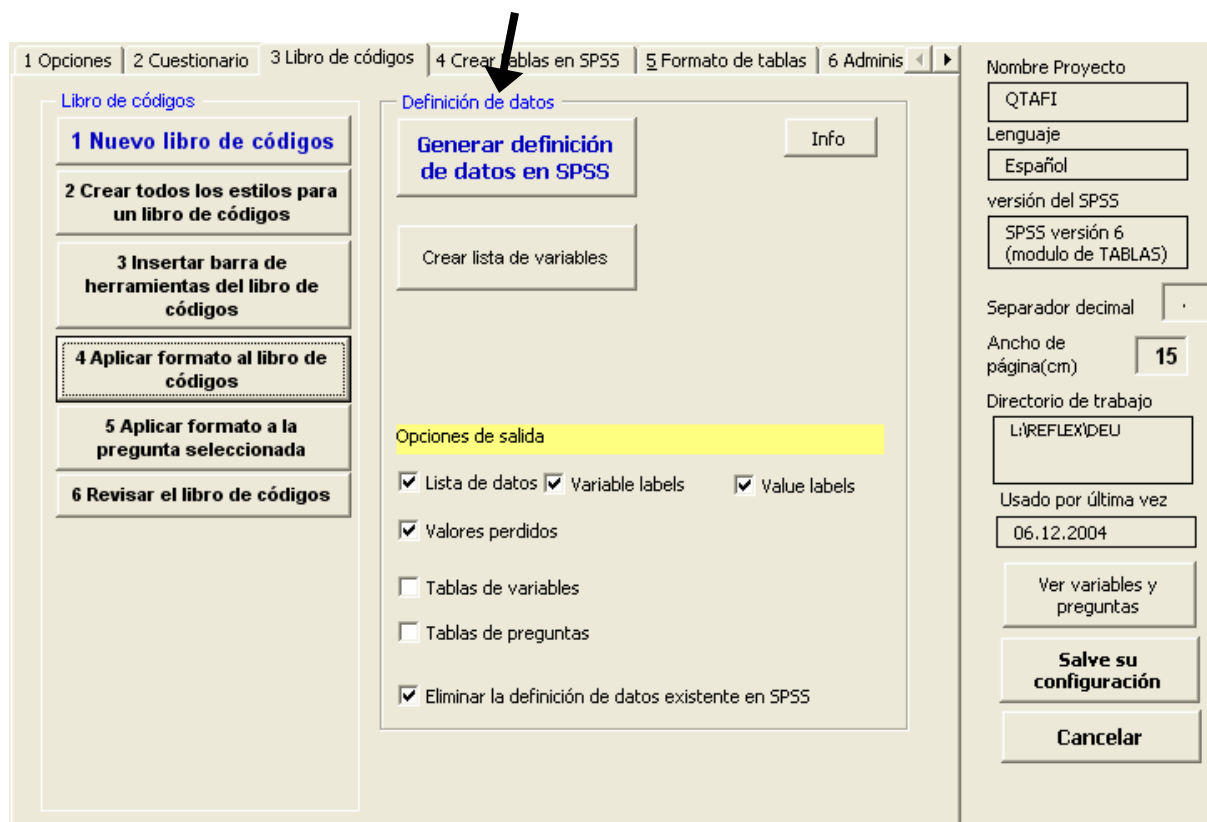 1 Opciones
2 Cuestionario
3 Libro de códigos
4 Crear tablas en SPSS
5 Formato de tablas
6 Adminis
Libro de códigos
1 Nuevo libro de códigos
2 Crear todos los estilos para
un libro de códigos
3 Insertar barra de
herramientas del libro de
códigos
4 Aplicar formato al libro de
códigos
5 Aplicar formato a la
pregunta seleccionada
6 Revisar el libro de códigos
Definición de datos
Generar definición
de datos en SPSS
Info
Crear lista de variables
Opciones de salida
Lista de datos
Variable labels
Value labels
Valores perdidos
Tablas de variables
Tablas de preguntas
Eliminar la definición de datos existente en SPSS
Nombre Proyecto
QTAFI
Lenguaje
Español
versión del SPSS
SPSS versión 6
(modulo de TABLAS)
Separador decimal
.
Ancho de
página(cm)
15
Directorio de trabajo
L:\REFLEX\DEU
Usado por última vez
06.12.2004
Ver variables y
preguntas
Salve su
configuración
Cancelar